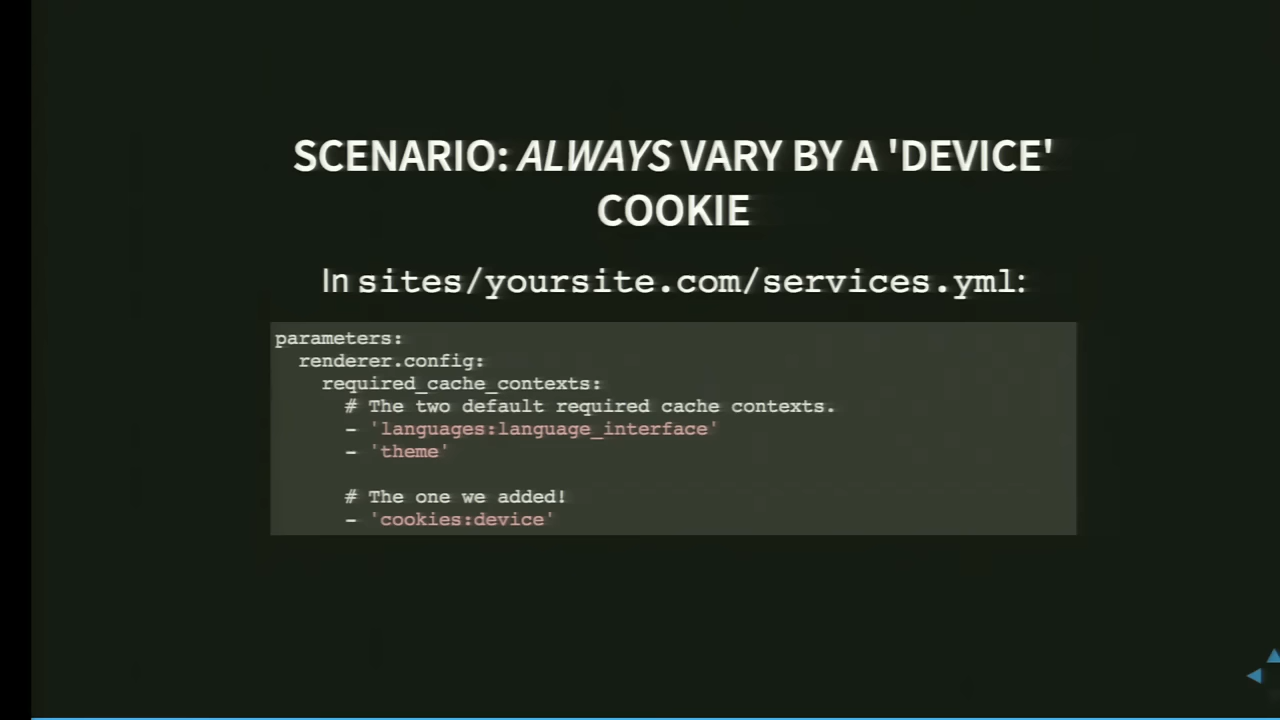 SCENARIO: ALWAYS VARY BY A 'DEVICE'
COOKIE
In sites/yoursite.com/services.yml:
parameters:
  renderer.config:
    required_cache_contexts:
      # The two default required cache contexts.
      - 'languages:language_interface'
      - 'theme'
      # The one we added!
      - 'cookies:device'